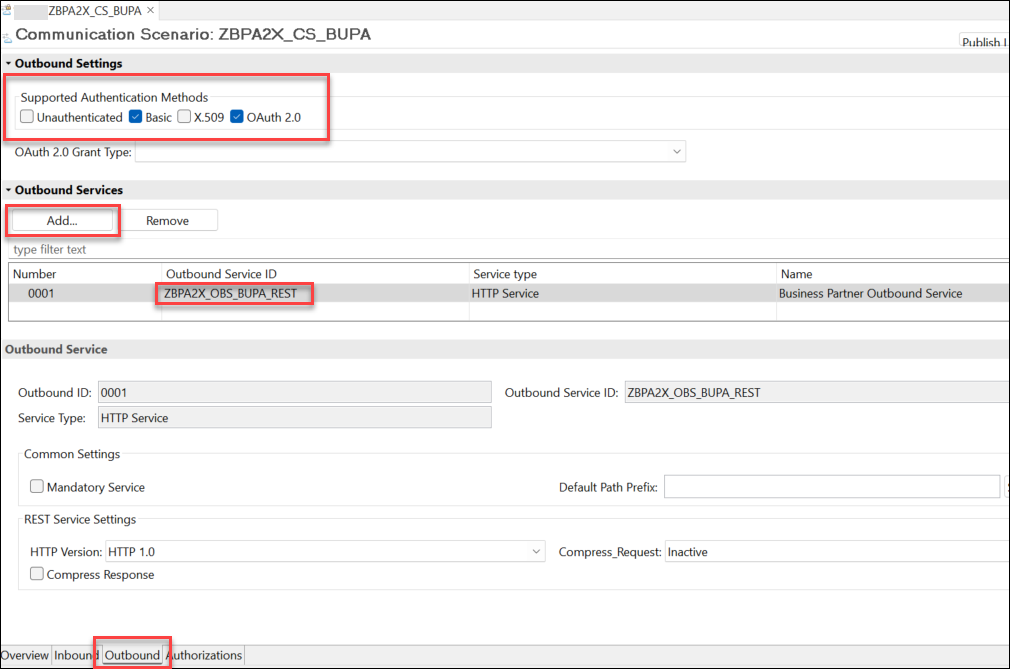 ZBPA2X_CS_BUPA
Communication Scenario: ZBPA2X_CS_BUPA
Publish
Outbound Settings
Supported Authentication Methods
Unauthenticated Basic X.509 OAuth 2.0
OAuth 2.0 Grant Type:
Outbound Services
Add... Remove
type filter text
Number Outbound Service ID Service type Name
0001 ZBPA2X_OBS_BUPA_REST HTTP Service Business Partner Outbound Service
Outbound Service
Outbound ID: 0001 Outbound Service ID: ZBPA2X_OBS_BUPA_REST
Service Type: HTTP Service
Common Settings
Mandatory Service Default Path Prefix:
REST Service Settings
HTTP Version: HTTP 1.0 Compress_Request: Inactive
Compress Response
Overview Inbound Outbound Authorizations